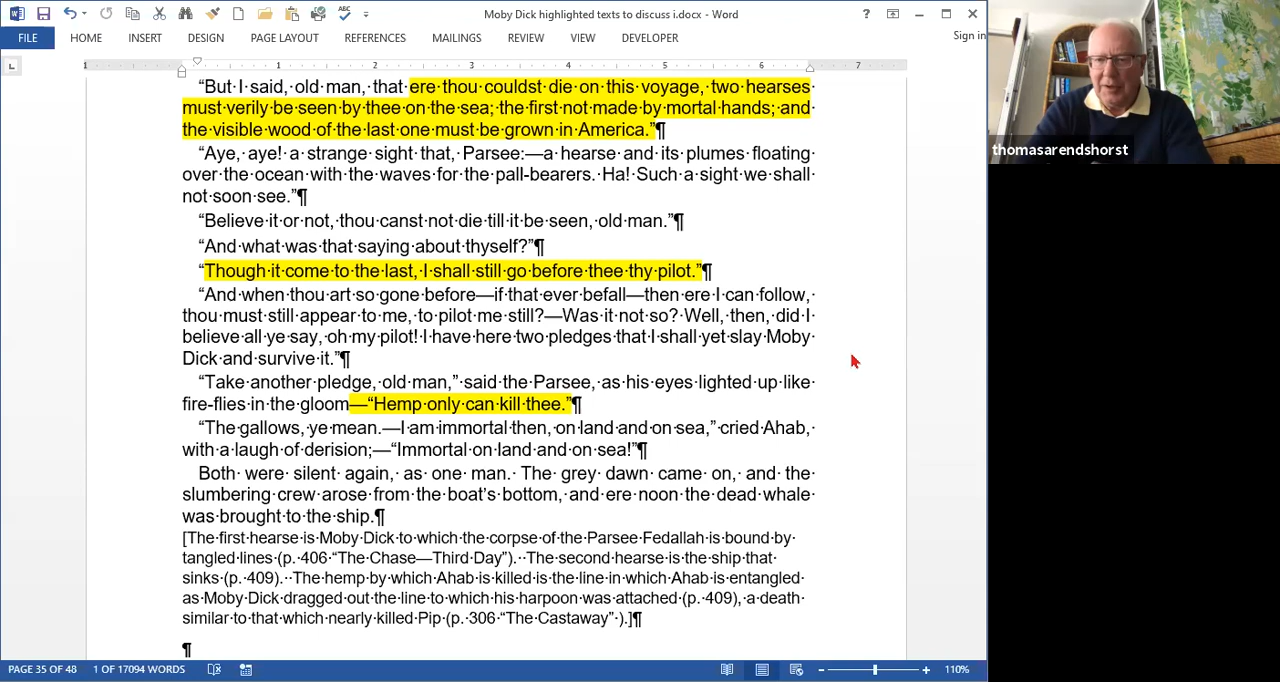 Moby Dick highlighted texts to discuss i.docx - Word
FILE HOME INSERT DESIGN PAGE LAYOUT REFERENCES MAILINGS REVIEW VIEW DEVELOPER Sign in
1 1 2 3 4 5 6 7
“But I said, old man, that ere thou couldst die on this voyage, two hearses
must verily be seen by thee on the sea; the first not made by mortal hands; and
the visible wood of the last one must be grown in America.”¶
“Aye, aye! a strange sight that, Parsee:—a hearse and its plumes floating
over the ocean with the waves for the pall-bearers. Ha! Such a sight we shall
not soon see.”¶
“Believe it or not, thou canst not die till it be seen, old man.”¶
“And what was that saying about thyself?”¶
“Though it come to the last, I shall still go before thee thy pilot.”¶
“And when thou art so gone before—if that ever befall—then ere I can follow,
thou must still appear to me, to pilot me still?—Was it not so? Well, then, did I
believe all ye say, oh my pilot! I have here two pledges that I shall yet slay Moby
Dick and survive it.”¶
“Take another pledge, old man,” said the Parsee, as his eyes lighted up like
fire-flies in the gloom—“Hemp only can kill thee.”¶
“The gallows, ye mean.—I am immortal then, on land and on sea,” cried Ahab,
with a laugh of derision;—“Immortal on land and on sea!”¶
Both were silent again, as one man. The grey dawn came on, and the
slumbering crew arose from the boat’s bottom, and ere noon the dead whale
was brought to the ship.¶
[The first hearse is Moby Dick to which the corpse of the Parsee Fedallah is bound by
tangled lines (p. 406 “The Chase—Third Day”). The second hearse is the ship that
sinks (p. 409). The hemp by which Ahab is killed is the line in which Ahab is entangled
as Moby Dick dragged out the line to which his harpoon was attached (p. 409), a death
similar to that which nearly killed Pip (p. 306 “The Castaway” ).]¶
¶
PAGE 35 OF 48 1 OF 17094 WORDS 110%
thomasarendshorst